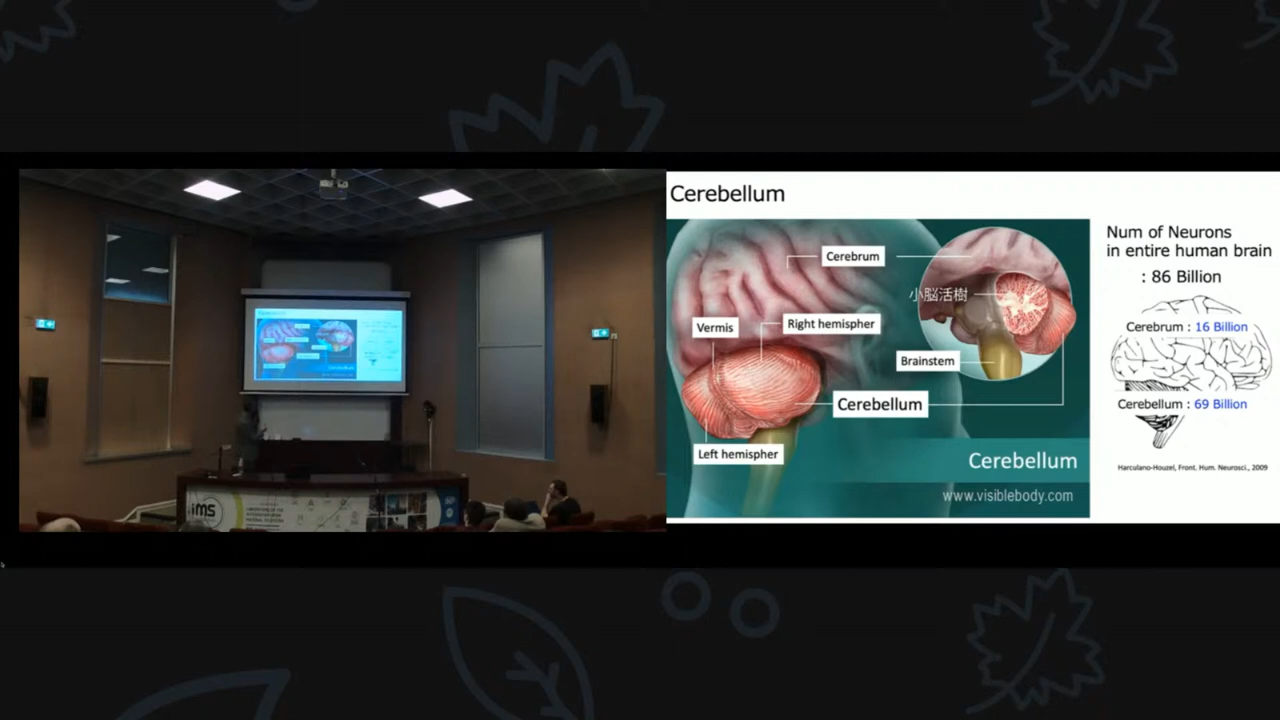 Cerebellum
Cerebrum
小脳活樹
Vermis
Right hemispher
Brainstem
Cerebellum
Left hemispher
Cerebellum
www.visiblebody.com
Num of Neurons
in entire human brain
: 86 Billion
Cerebrum : 16 Billion
Cerebellum : 69 Billion
Harculano-Houzel, Front. Hum. Neurosci., 2009
iMS